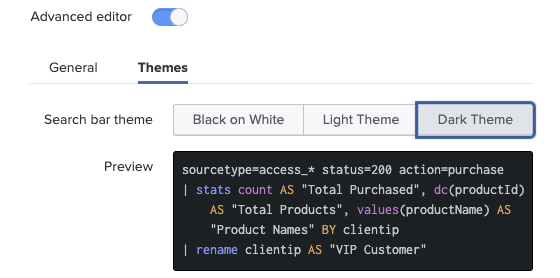 Advanced editor
General Themes
Search bar theme Black on White Light Theme Dark Theme
Preview
sourcetype=access_* status=200 action=purchase
| stats count AS "Total Purchased", dc(productId)
AS "Total Products", values(productName) AS
"Product Names" BY clientip
| rename clientip AS "VIP Customer"